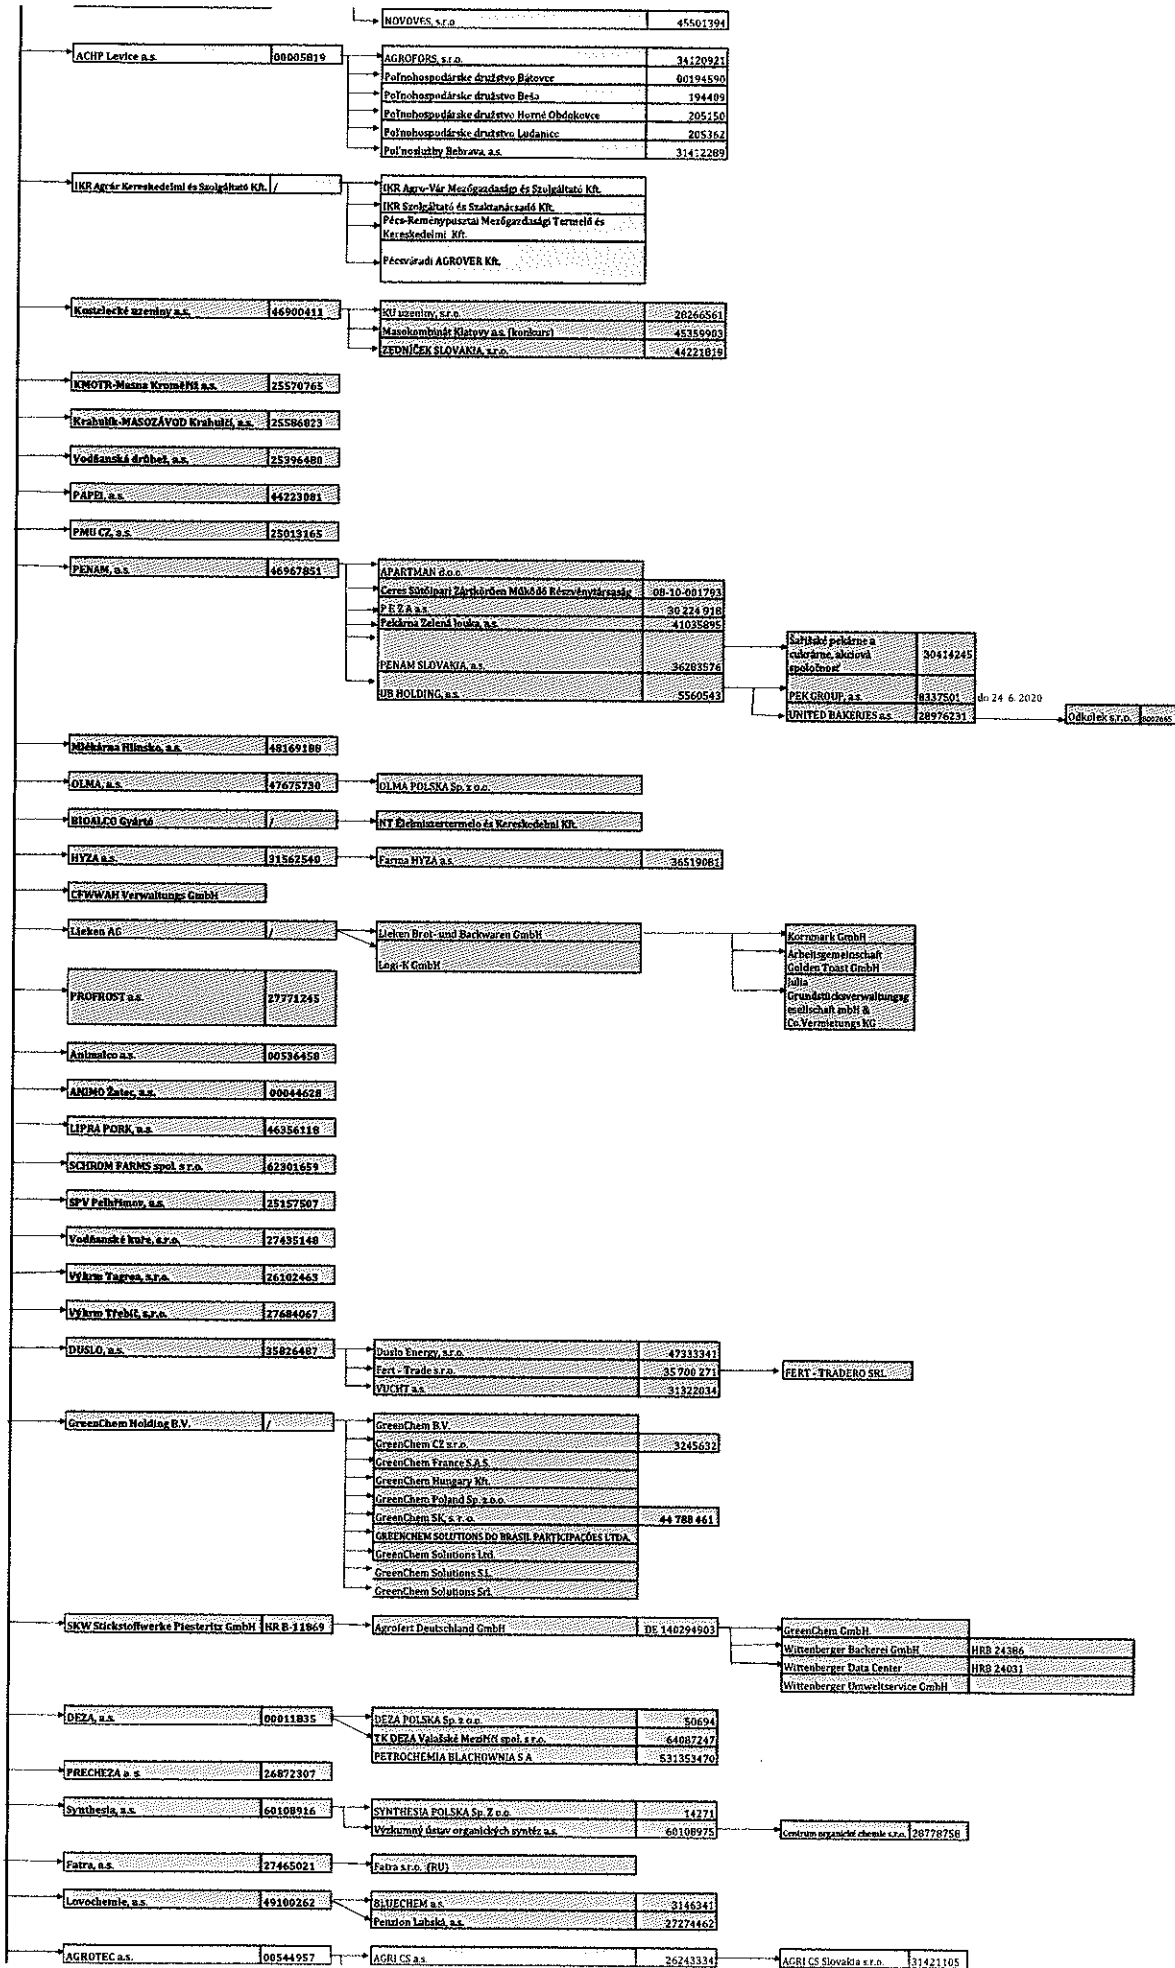 NOVOVES, s.r.o. 45501394
ACHP Levice a.s. 00005819 AGROFORS, s.r.o. 34120921
Poľnohospodárske družstvo Bátovce 00194590
Poľnohospodárske družstvo Beša 194409
Poľnohospodárske družstvo Horné Obdokovce 205150
Poľnohospodárske družstvo Ludanice 205362
Poľnoslužby Bebrava, a.s. 31412289
IKR Agrár Kereskedelmi és Szolgáltató Kft. / IKR Agro-Vár Mezőgazdasági és Szolgáltató Kft.
IKR Szolgáltató és Szaktanácsadó Kft.
Pécs-Reménypusztai Mezőgazdasági Termelő és
Kereskedelmi Kft.
Pécsváradi AGROVER Kft.
Kostelecké uzeniny a.s. 46900411 KU uzeniny, s.r.o. 28266561
Masokombinát Klatovy a.s. (konkurs) 45359903
ZEDNÍČEK SLOVAKIA, s.r.o. 44221819
KMOTR-Masna Kroměříž a.s. 25570765
Krahulík-MASOZÁVOD Krahulčí, a.s. 25586823
Vodňanská drůbež, a.s. 25396480
PAPEI, a.s. 44223081
PMU CZ, a.s. 25013165
PENAM, a.s. 46967851 APARTMAN d.o.o.
Ceres Sütőipari Zártkörűen Működő Részvénytársaság 08-10-001793
P E Z A a.s. 30 224 918
Pekárna Zelená louka, a.s. 41035895
PENAM SLOVAKIA, a.s. 36283576
Šarišské pekárne a
cukrárne, akciová
spoločnosť 30414245
UB HOLDING, a.s. 5560543
PEK GROUP, a.s. 8337501 do 24. 6. 2020
UNITED BAKERIES a.s. 28976231 Odkolek s.r.o.
Mlékárna Hlinsko, a.s. 48169188
OLMA, a.s. 47675730 OLMA POLSKA Sp. z o.o.
BIOALCO Gyártó / NT Élelmiszertermelo és Kereskedelmi Kft.
HYZA a.s. 31562540 Farma HYZA a.s. 36519081
CFWWAH Verwaltungs GmbH
Lieken AG / Lieken Brot- und Backwaren GmbH
Logi-K GmbH
Kornmark GmbH
Arbeitsgemeinschaft
Golden Toast GmbH
Julia
Grundstücksverwaltungsg
esellschaft mbH &
Co.Vermietungs KG
PROFROST a.s. 27771245
Animalco a.s. 00536458
ANIMO Žatec, a.s. 00044628
LIPRA PORK, a.s. 46356118
SCHROM FARMS spol. s r.o. 62301659
SPV Pelhřimov, a.s. 25157507
Vodňanské kuře, s.r.o. 27435148
Výkrm Tagrea, s.r.o. 26102463
Výkrm Třebíč, s.r.o. 27684067
DUSLO, a.s. 35826487 Duslo Energy, s.r.o. 47333341
Fert - Trade s.r.o. 35 700 271 FERT - TRADERO SRL
VUCHT a.s. 31322034
GreenChem Holding B.V. / GreenChem B.V.
GreenChem CZ s.r.o. 3245632
GreenChem France S.A.S.
GreenChem Hungary Kft.
GreenChem Poland Sp. z o.o.
GreenChem SK, s. r. o. 44 788 461
GREENCHEM SOLUTIONS DO BRASIL PARTICIPAÇÕES LTDA.
GreenChem Solutions Ltd.
GreenChem Solutions S.L.
GreenChem Solutions Srl.
SKW Stickstoffwerke Piesteritz GmbH HR B-11869 Agrofert Deutschland GmbH DE 140294903 GreenChem GmbH
Wittenberger Backerei GmbH HRB 24386
Wittenberger Data Center HRB 24031
Wittenberger Umweltservice GmbH
DEZA, a.s. 00011835 DEZA POLSKA Sp. z o.o. 50694
TK DEZA Valašské Meziříčí spol. s r.o. 64087247
PETROCHEMIA BLACHOWNIA S A 531353470
PRECHEZA a. s. 26872307
Synthesia, a.s. 60108916 SYNTHESIA POLSKA Sp. Z o.o. 14271
Výzkumný ústav organických syntéz a.s. 60108975 Centrum organické chemie s.r.o. 28778758
Fatra, a.s. 27465021 Fatra s.r.o. (RU)
Lovochemie, a.s. 49100262 BLUECHEM a.s. 3146341
Penzion Labská, a.s. 27274462
AGROTEC a.s. 00544957 AGRI CS a.s. 26243334 AGRI CS Slovakia s.r.o. 31421105